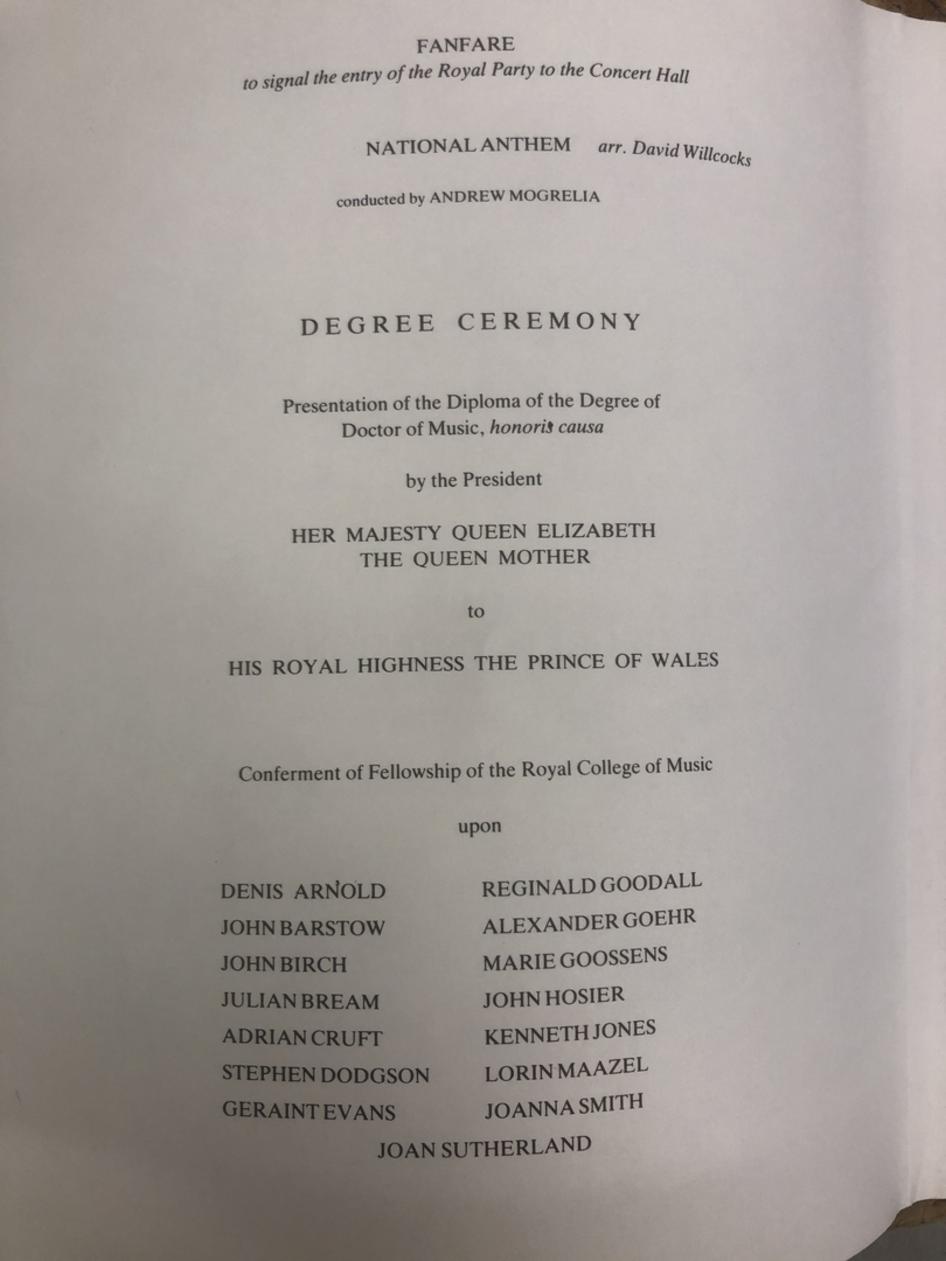 FANFARE
to signal the entry of the Royal Party to the Concert Hall
NATIONAL ANTHEM arr. David Willcocks
conducted by ANDREW MOGRELIA
DEGREE CEREMONY
Presentation of the Diploma of the Degree of
Doctor of Music, honoris causa
by the President
HER MAJESTY QUEEN ELIZABETH
THE QUEEN MOTHER
to
HIS ROYAL HIGHNESS THE PRINCE OF WALES
Conferment of Fellowship of the Royal College of Music
upon
DENIS ARNOLD
JOHN BARSTOW
JOHN BIRCH
JULIAN BREAM
ADRIAN CRUFT
STEPHEN DODGSON
GERAINT EVANS
REGINALD GOODALL
ALEXANDER GOEHR
MARIE GOOSSENS
JOHN HOSIER
KENNETH JONES
LORIN MAAZEL
JOANNA SMITH
JOAN SUTHERLAND